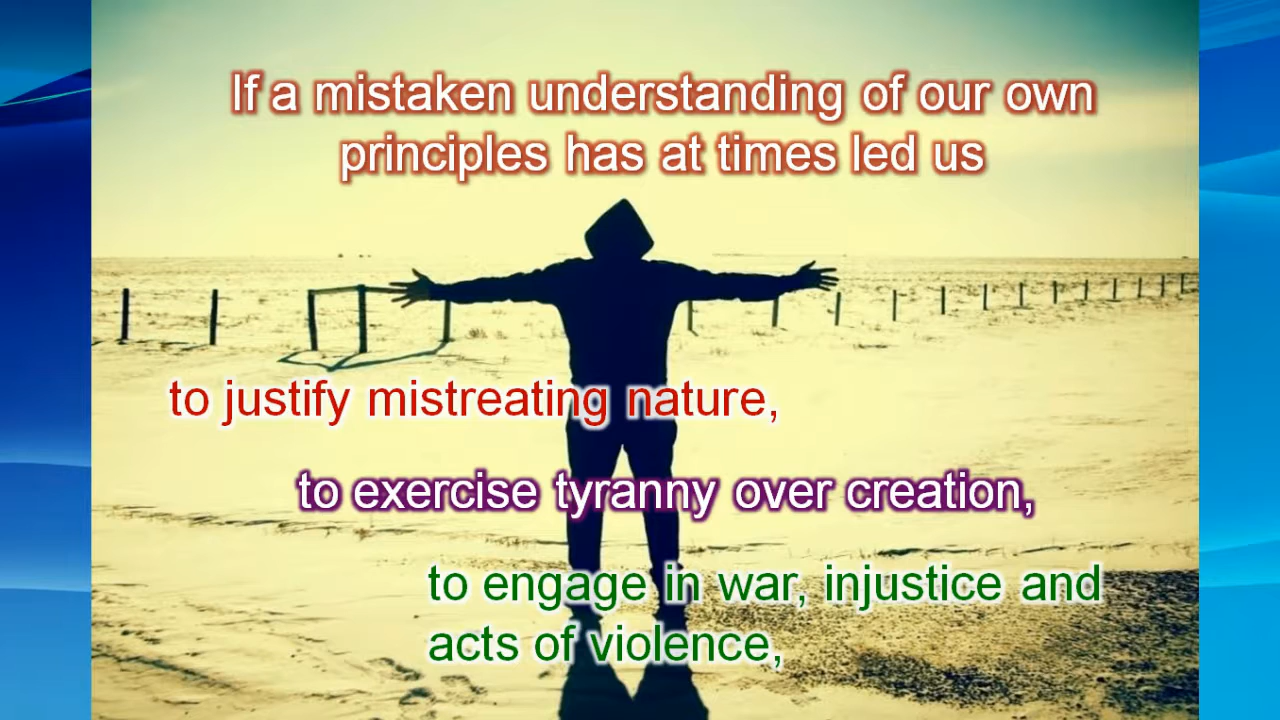 If a mistaken understanding of our own
principles has at times led us
to justify mistreating nature,
to exercise tyranny over creation,
to engage in war, injustice and
acts of violence,